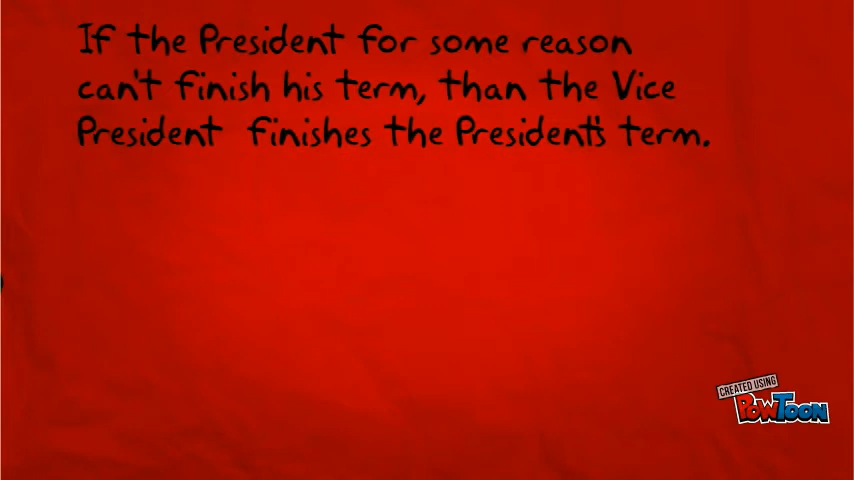 If the President for some reason
can't finish his term, than the Vice
President finishes the President's term.
CREATED USING
POWTOON